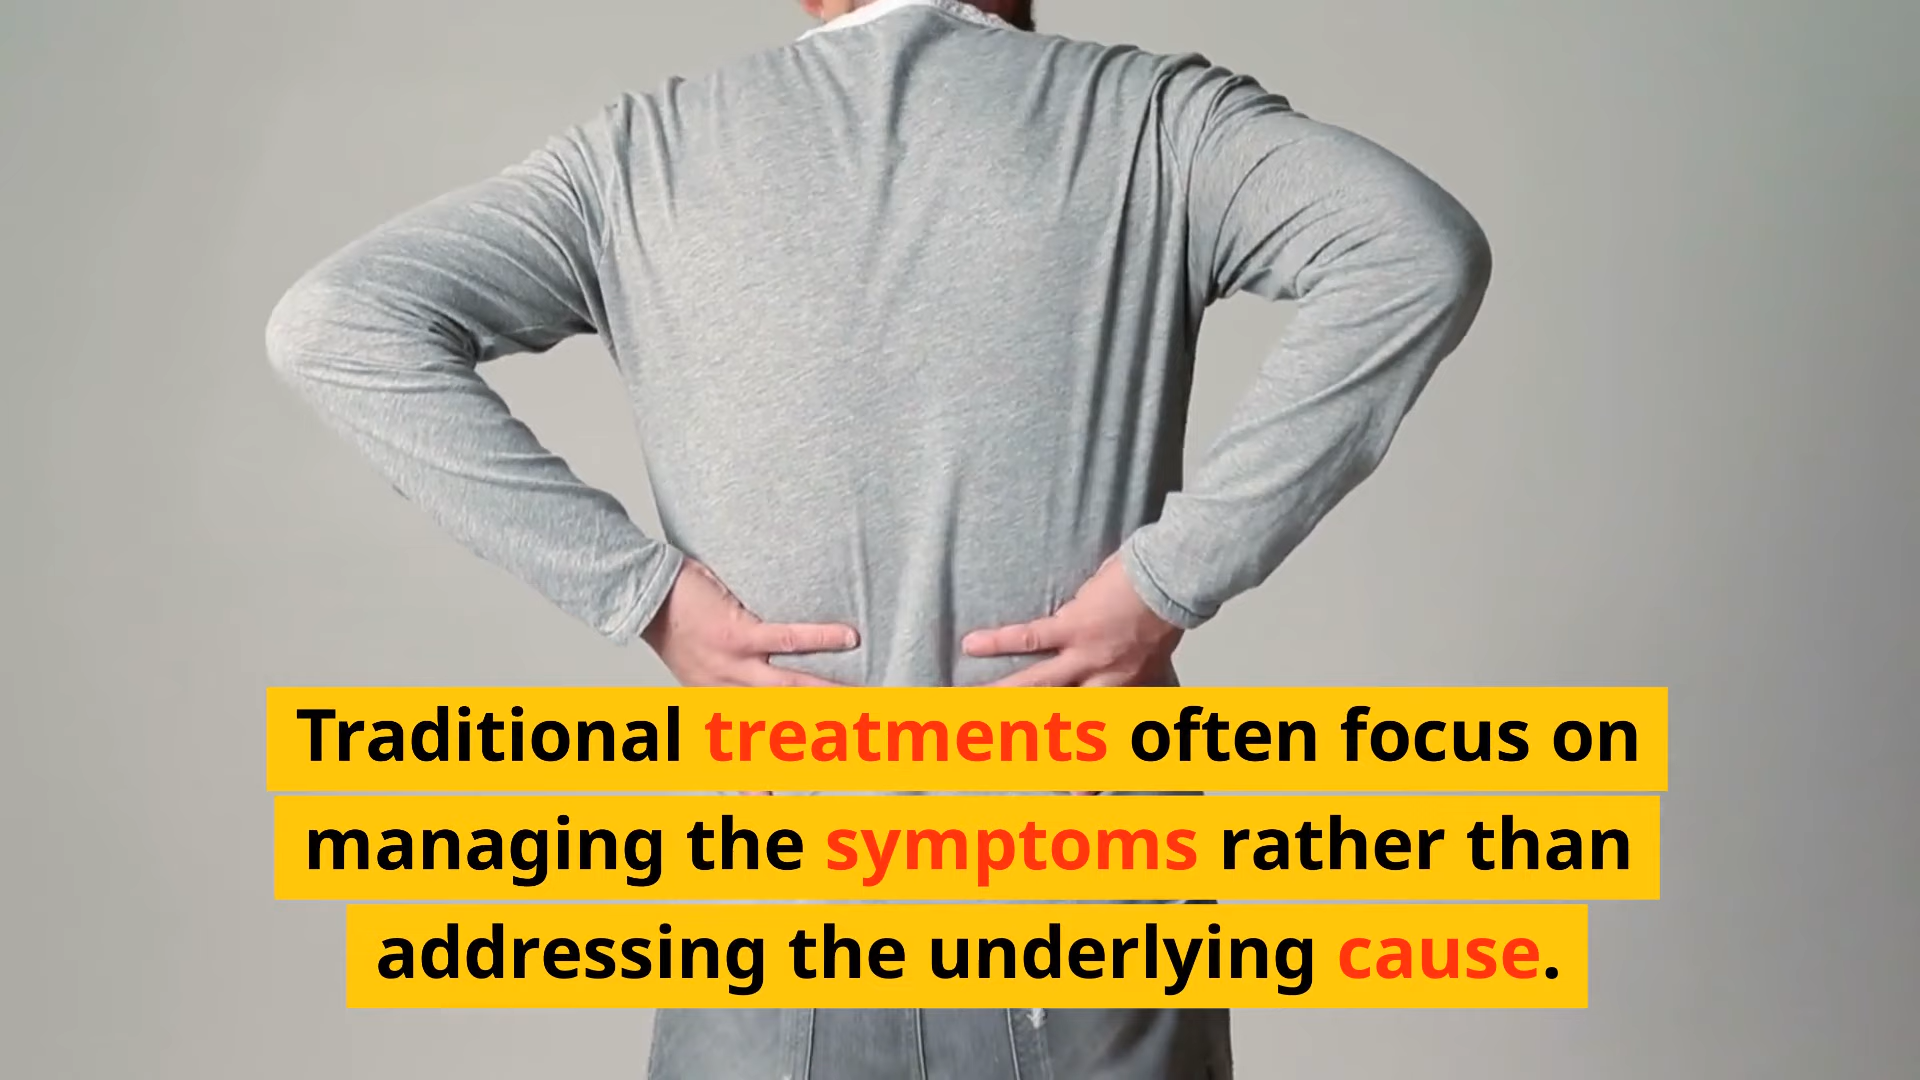 Traditional treatments often focus on
managing the symptoms rather than
addressing the underlying cause.